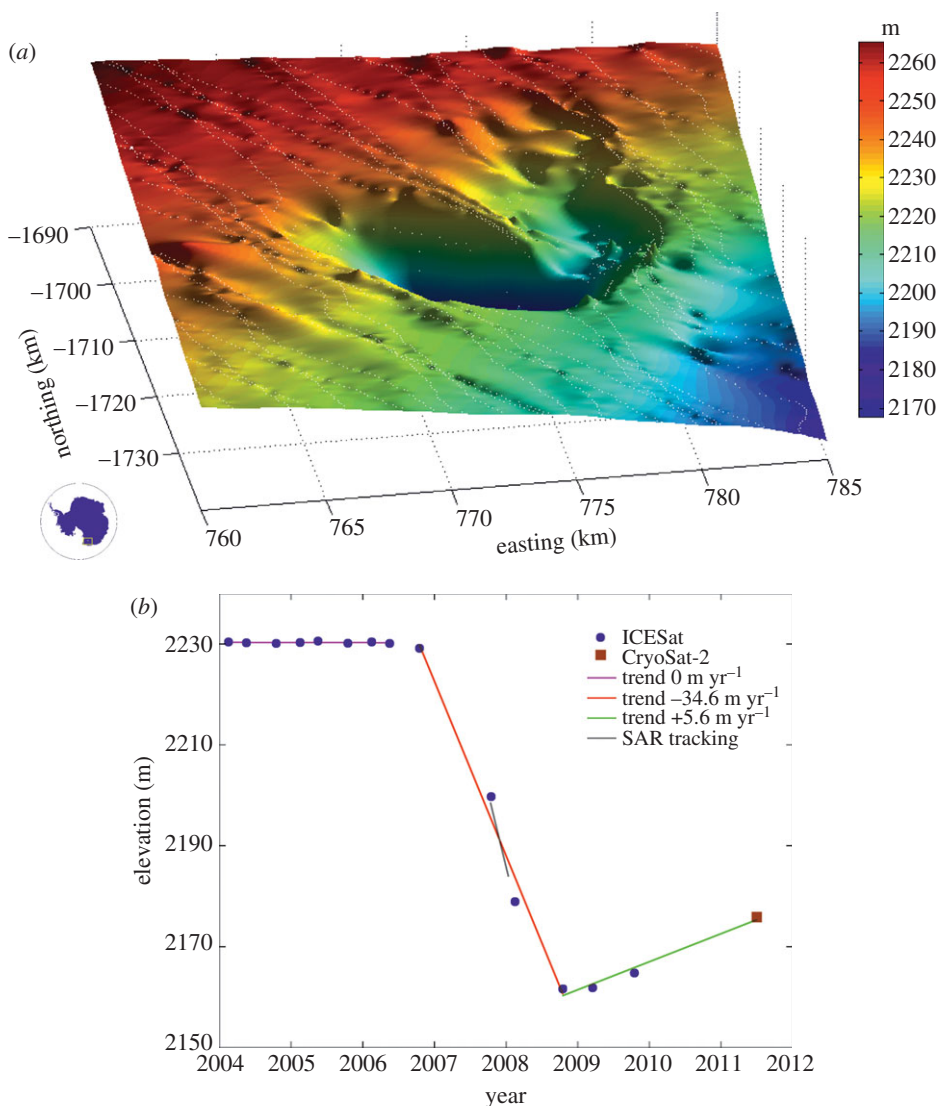 (a)
m
2260
2250
2240
2230
2220
2210
2200
2190
2180
2170
−1690
−1700
−1710
−1720
−1730
northing (km)
760
765
770
775
780
785
easting (km)
(b)
2230
2210
2190
2170
2150
elevation (m)
ICESat
CryoSat-2
trend 0 m yr⁻¹
trend −34.6 m yr⁻¹
trend +5.6 m yr⁻¹
SAR tracking
2004 2005 2006 2007 2008 2009 2010 2011 2012
year